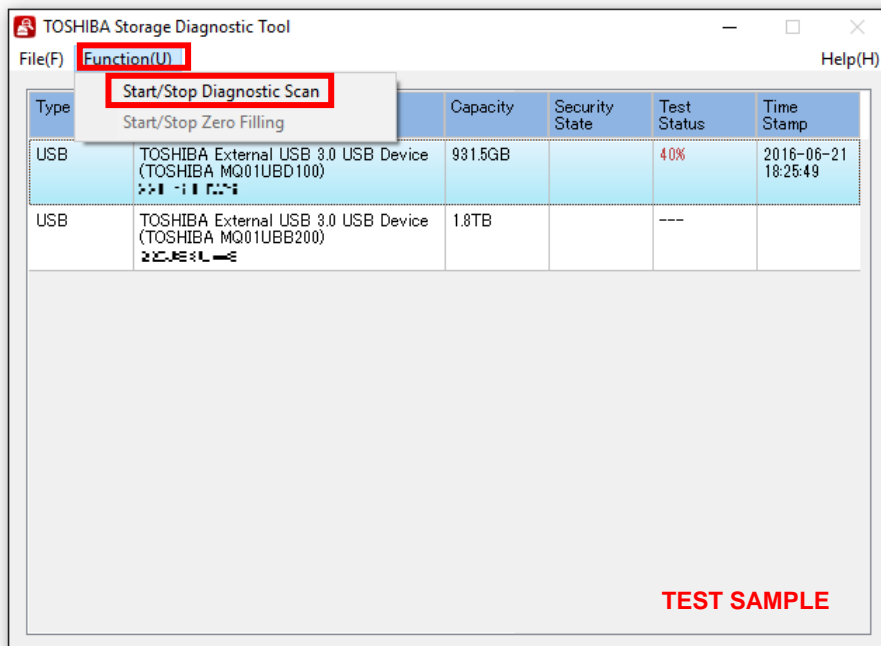 TOSHIBA Storage Diagnostic Tool
File(F) Function(U) Help(H)
Start/Stop Diagnostic Scan
Start/Stop Zero Filling
Type Capacity Security State Test Status Time Stamp
USB TOSHIBA External USB 3.0 USB Device 931.5GB 40% 2016-06-21
(TOSHIBA MQ01UBD100) 18:25:49
USB TOSHIBA External USB 3.0 USB Device 1.8TB ---
(TOSHIBA MQ01UBB200)
TEST SAMPLE